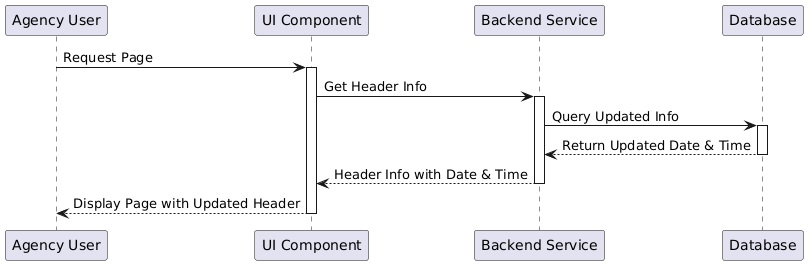 Agency User
UI Component
Backend Service
Database
Request Page
Get Header Info
Query Updated Info
Return Updated Date & Time
Header Info with Date & Time
Display Page with Updated Header
Agency User
UI Component
Backend Service
Database